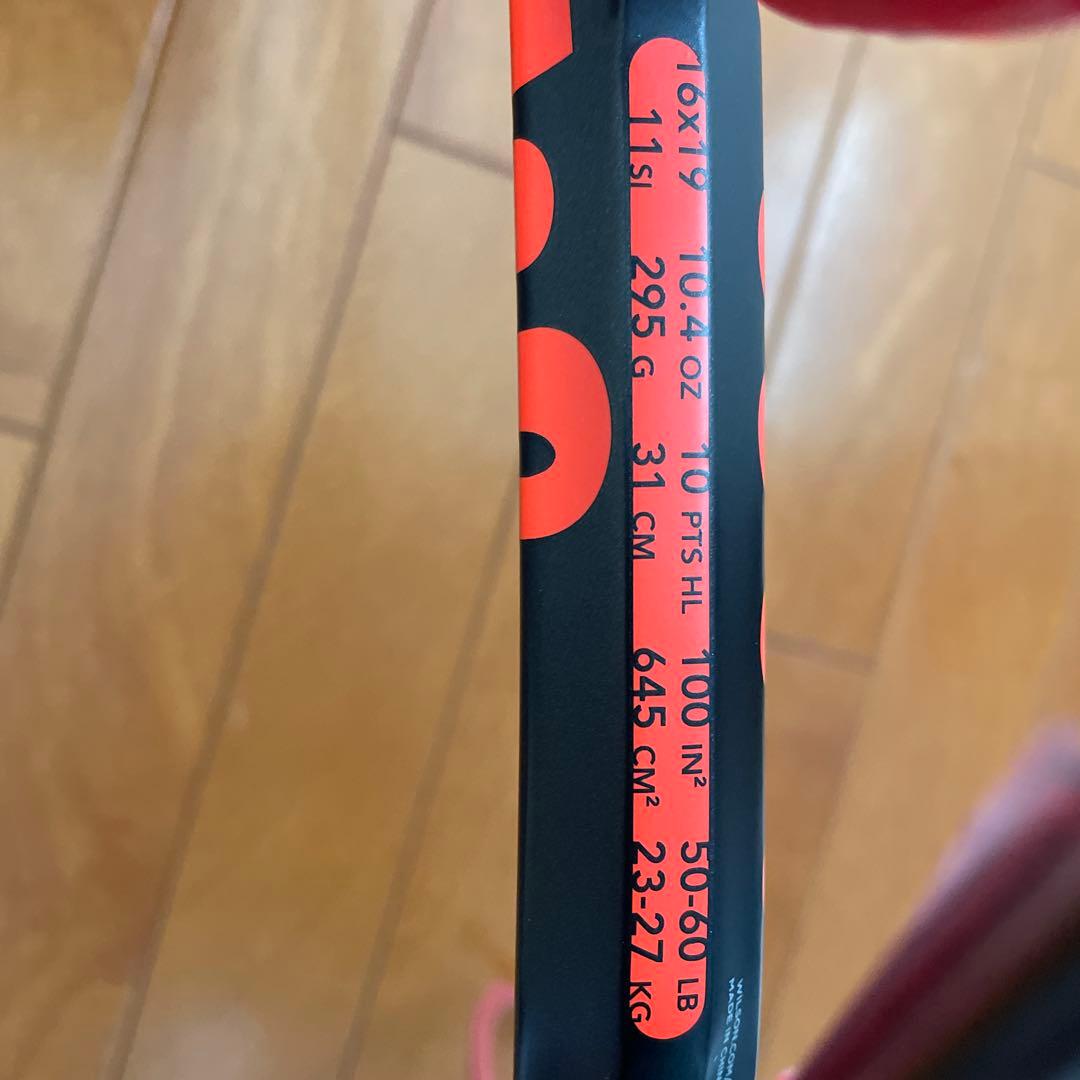 16x19 10.4 OZ 10 PTS HL 100 IN² 50-60 LB
11SI 295 G 31 CM 645 CM² 23-27 KG
WILSON.COM
MADE IN CHINA